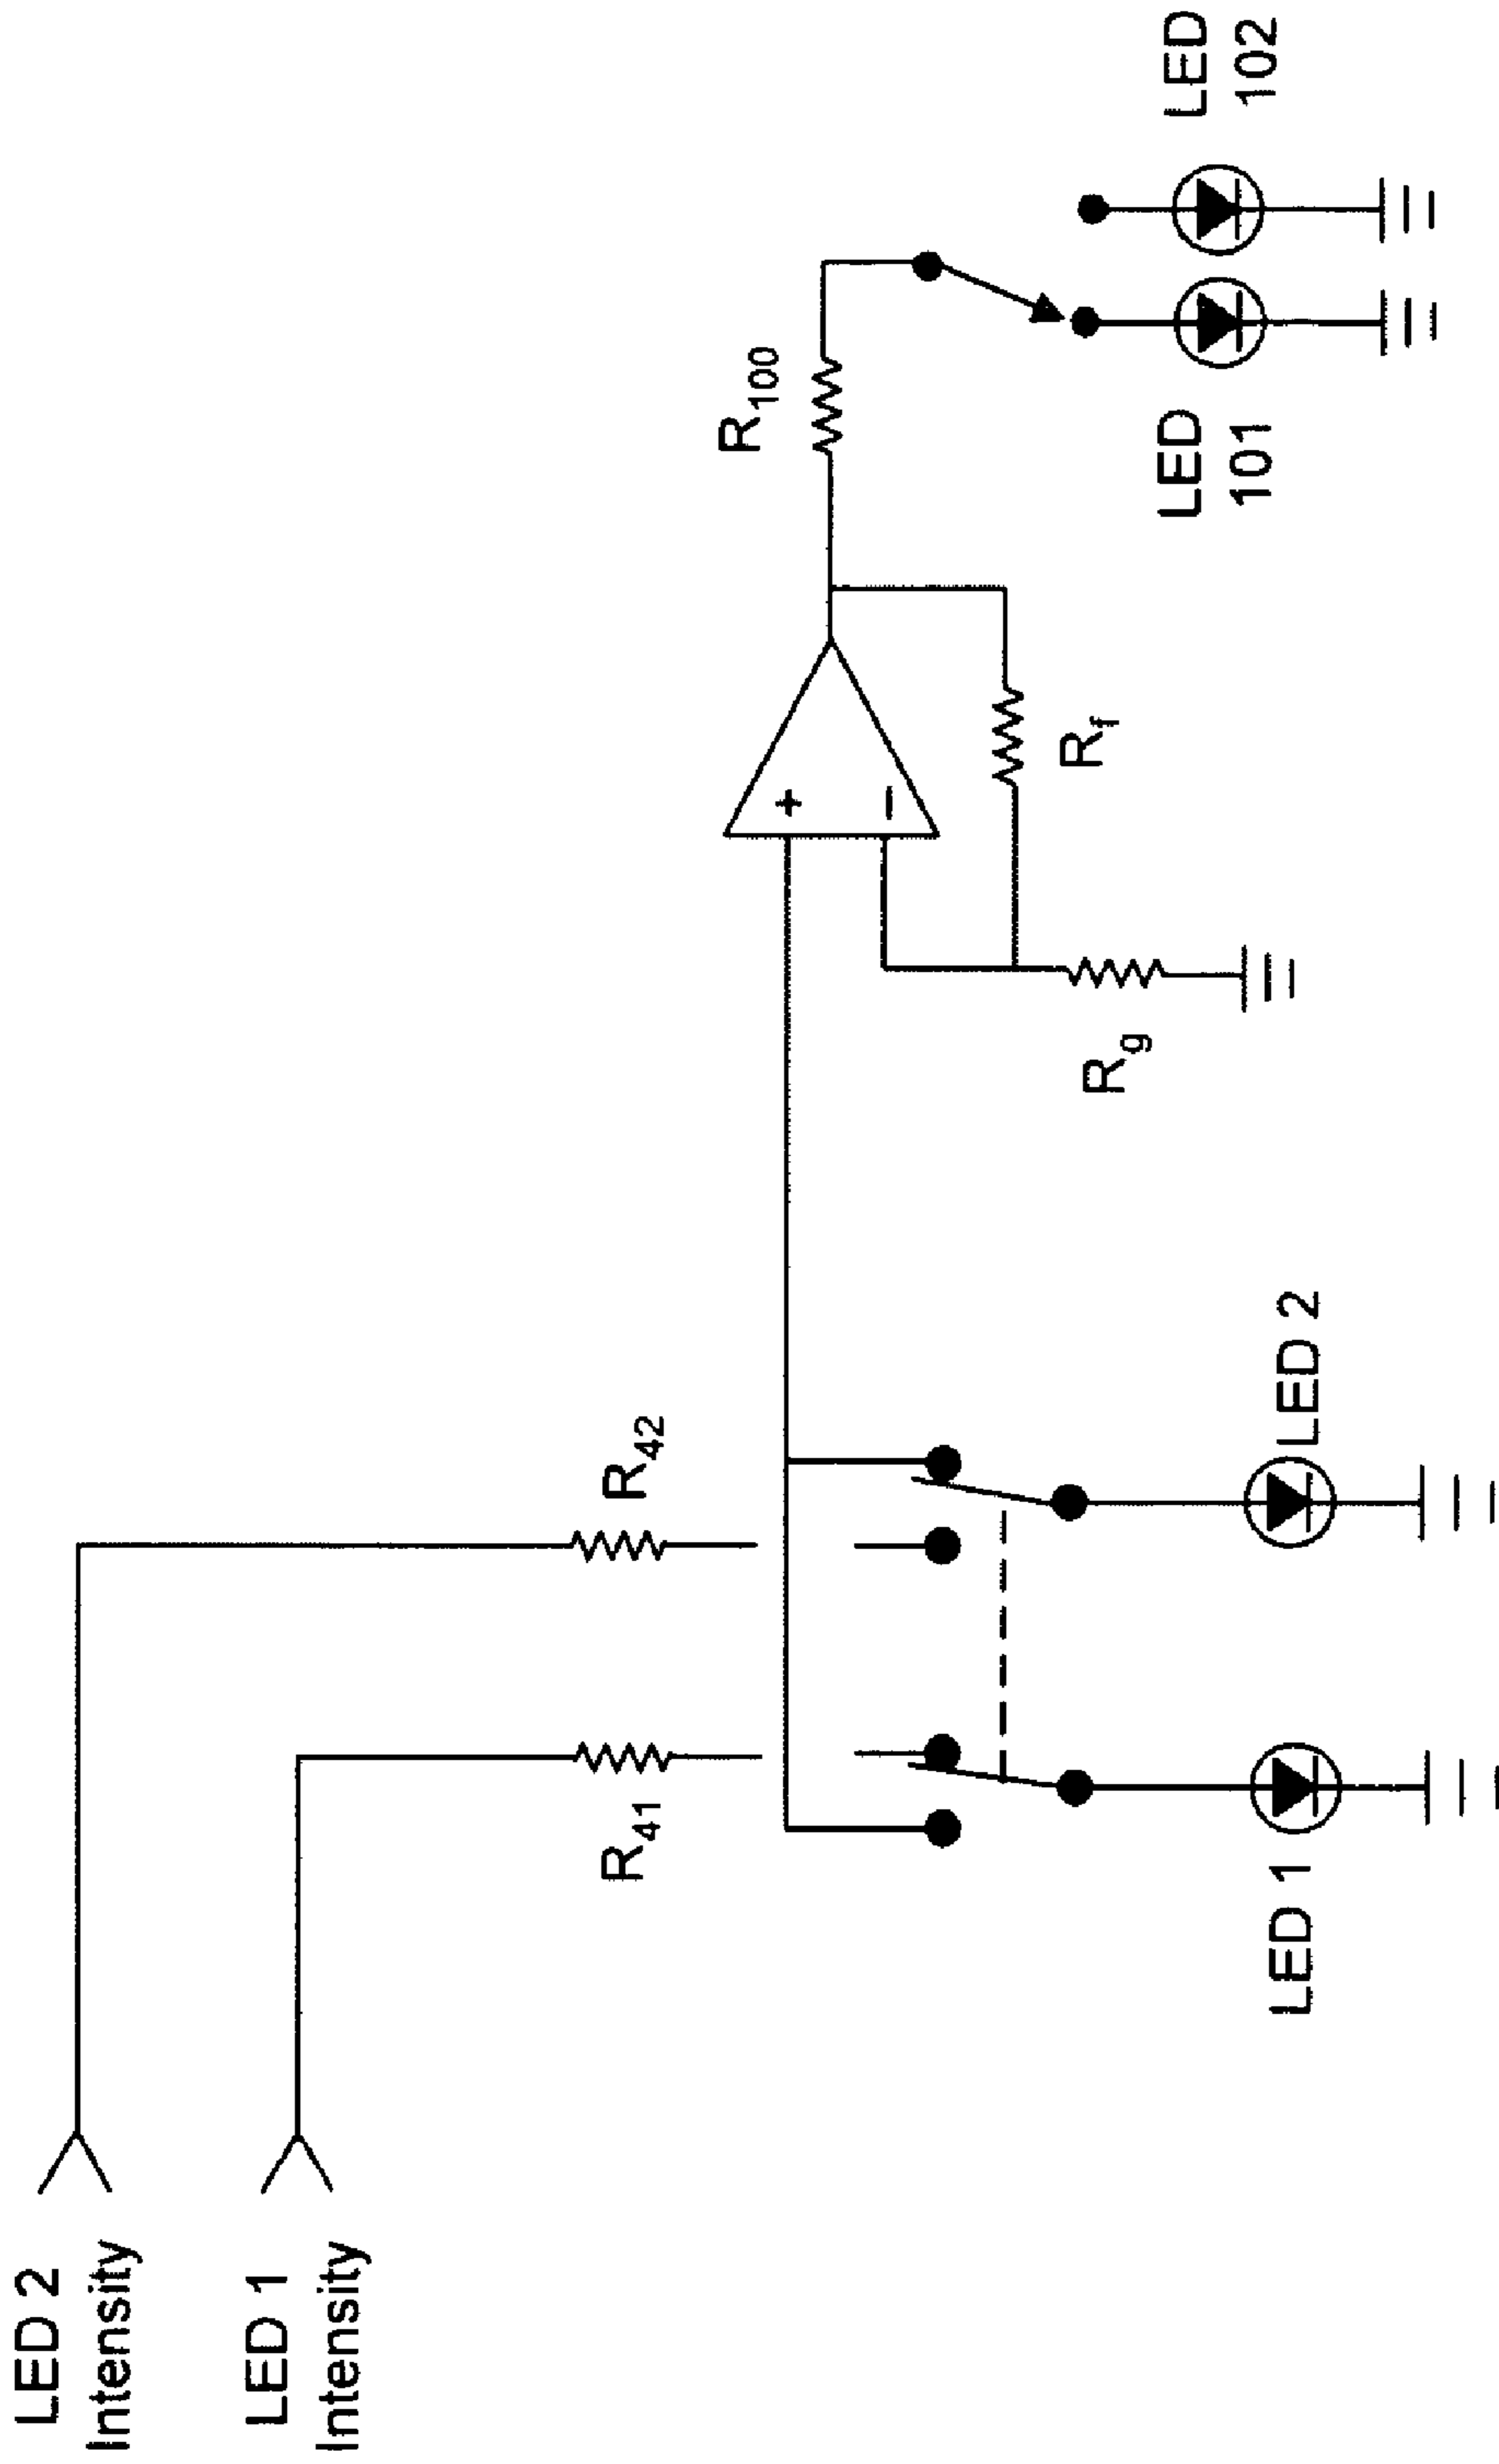 LED 2
Intensity
LED 1
Intensity
R42
R41
R100
+
−
Rf
Rg
LED 2
LED 1
LED
101
LED
102